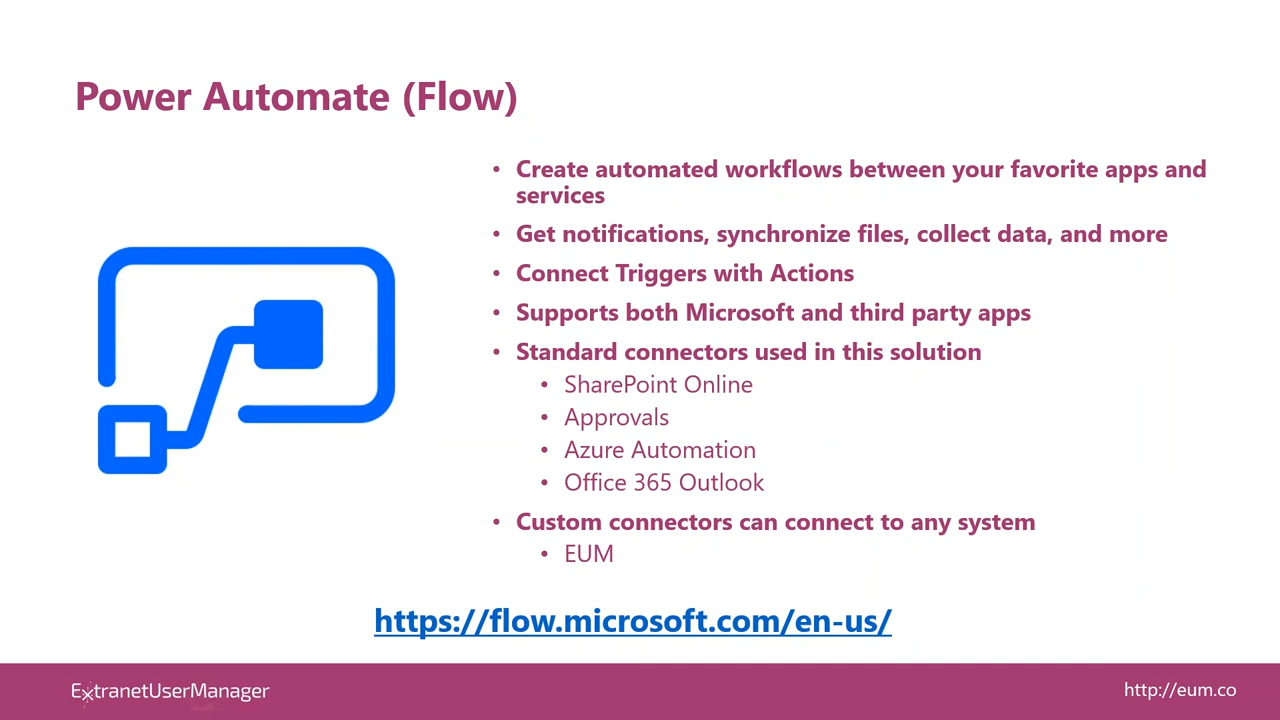 Power Automate (Flow)
• Create automated workflows between your favorite apps and
services
• Get notifications, synchronize files, collect data, and more
• Connect Triggers with Actions
• Supports both Microsoft and third party apps
• Standard connectors used in this solution
• SharePoint Online
• Approvals
• Azure Automation
• Office 365 Outlook
• Custom connectors can connect to any system
• EUM
https://flow.microsoft.com/en-us/
ExtranetUserManager
http://eum.co